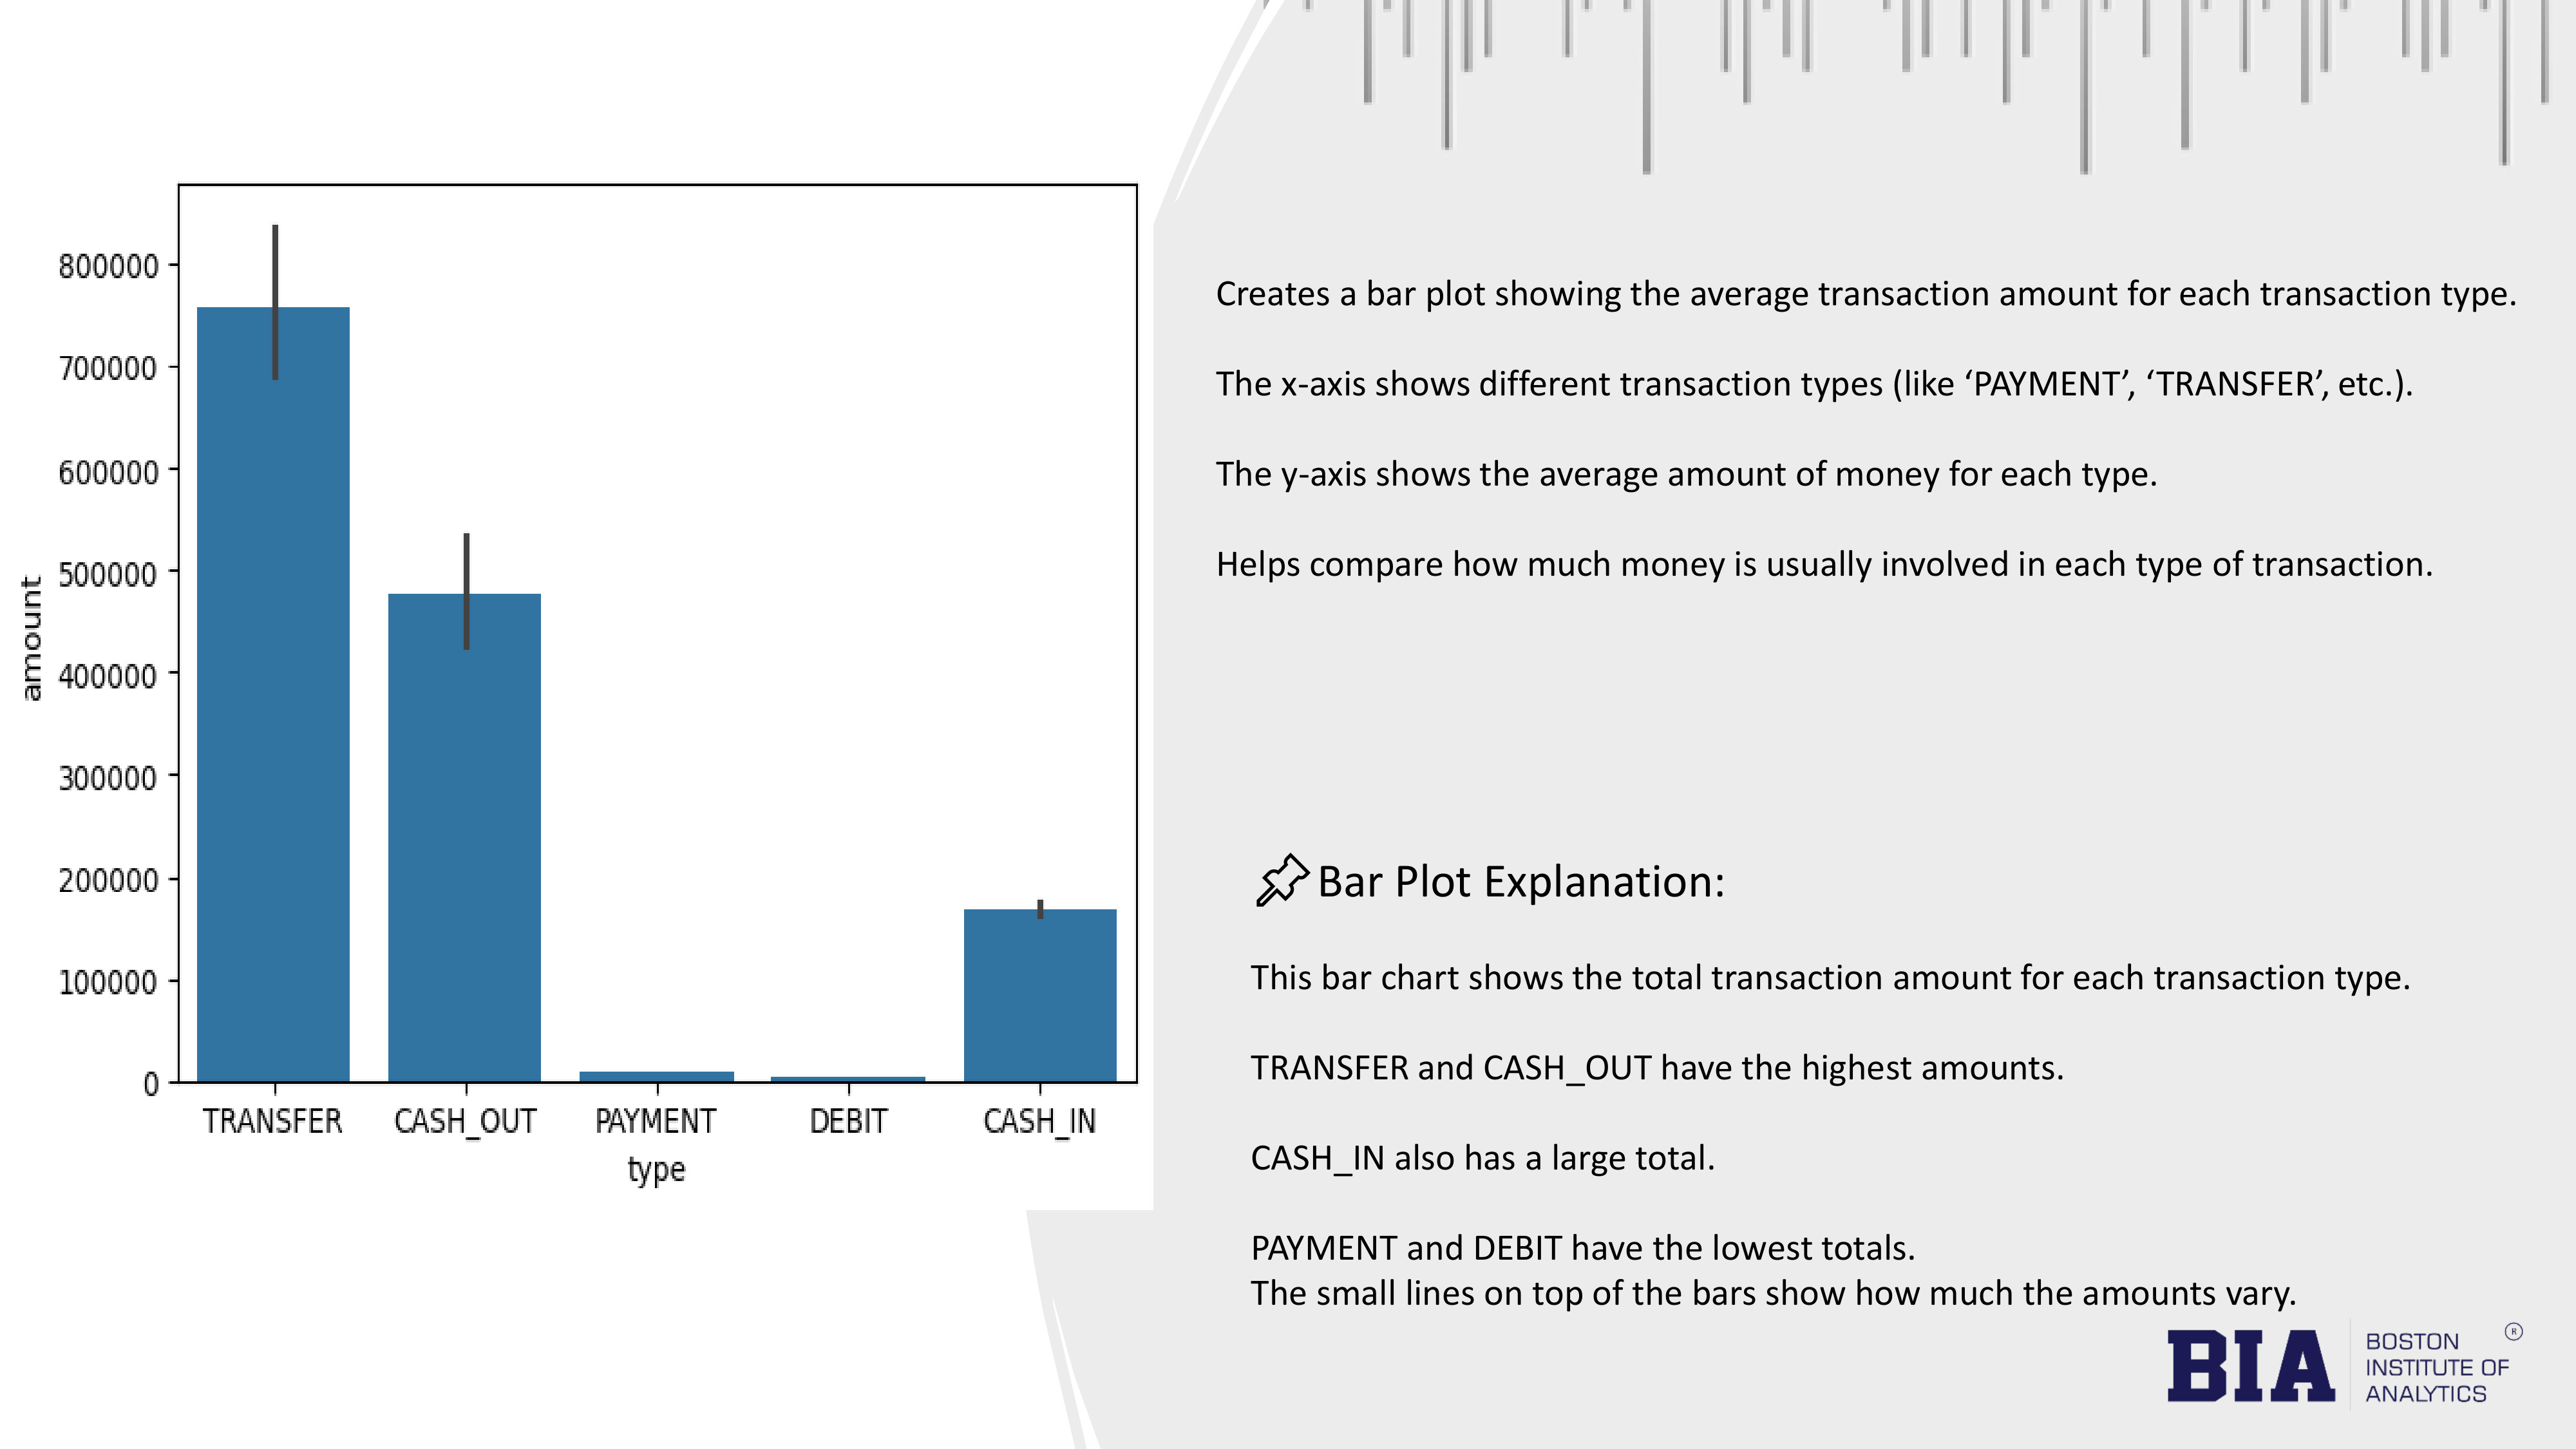 800000
700000
600000
500000
400000
300000
200000
100000
0
amount
TRANSFER CASH_OUT PAYMENT DEBIT CASH_IN
type
Creates a bar plot showing the average transaction amount for each transaction type.
The x-axis shows different transaction types (like ‘PAYMENT’, ‘TRANSFER’, etc.).
The y-axis shows the average amount of money for each type.
Helps compare how much money is usually involved in each type of transaction.
Bar Plot Explanation:
This bar chart shows the total transaction amount for each transaction type.
TRANSFER and CASH_OUT have the highest amounts.
CASH_IN also has a large total.
PAYMENT and DEBIT have the lowest totals.
The small lines on top of the bars show how much the amounts vary.
BIA
BOSTON ®
INSTITUTE OF
ANALYTICS